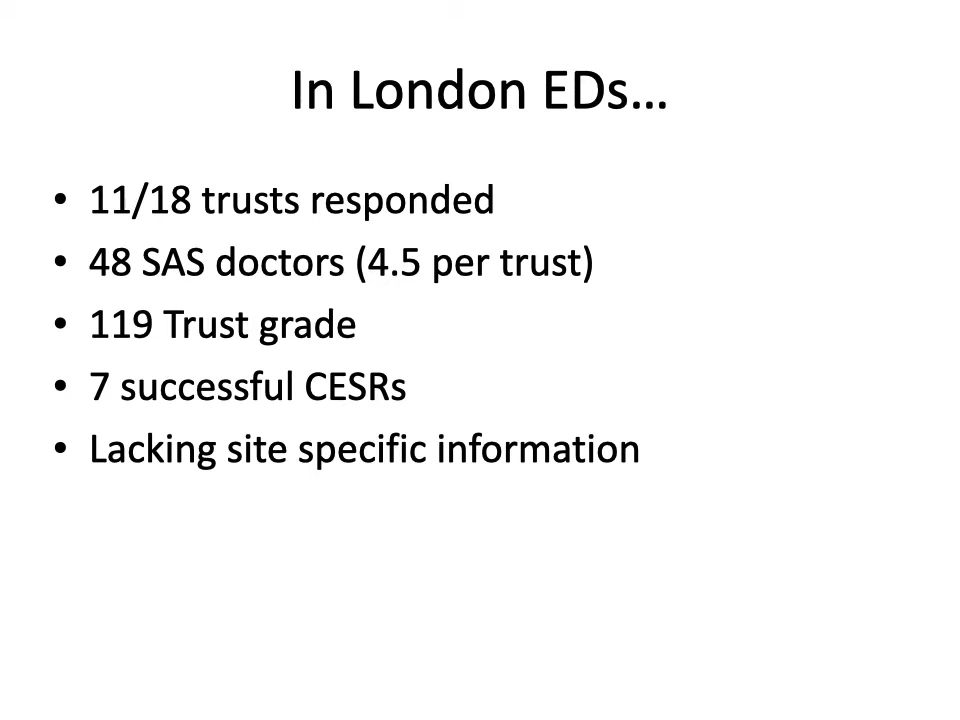 In London EDs…
• 11/18 trusts responded
• 48 SAS doctors (4.5 per trust)
• 119 Trust grade
• 7 successful CESRs
• Lacking site specific information